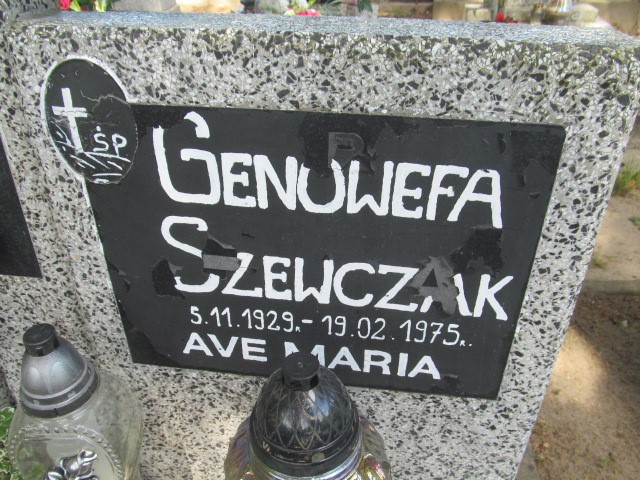 ŚP
GENOWEFA
SZEWCZAK
5.11.1929r. - 19.02.1975r.
AVE MARIA